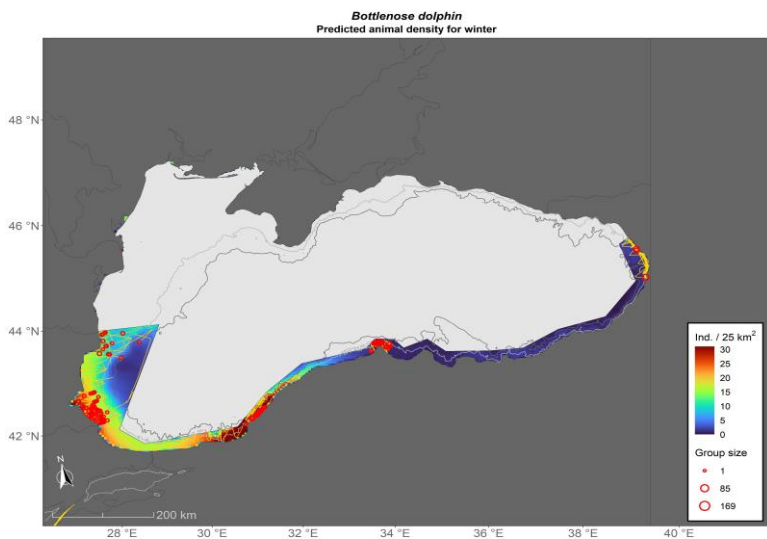 Bottlenose dolphin
Predicted animal density for winter
48 °N
46 °N
44 °N
42 °N
Ind. / 25 km²
30
25
20
15
10
5
0
Group size
1
85
169
N
200 km
28 °E 30 °E 32 °E 34 °E 36 °E 38 °E 40 °E